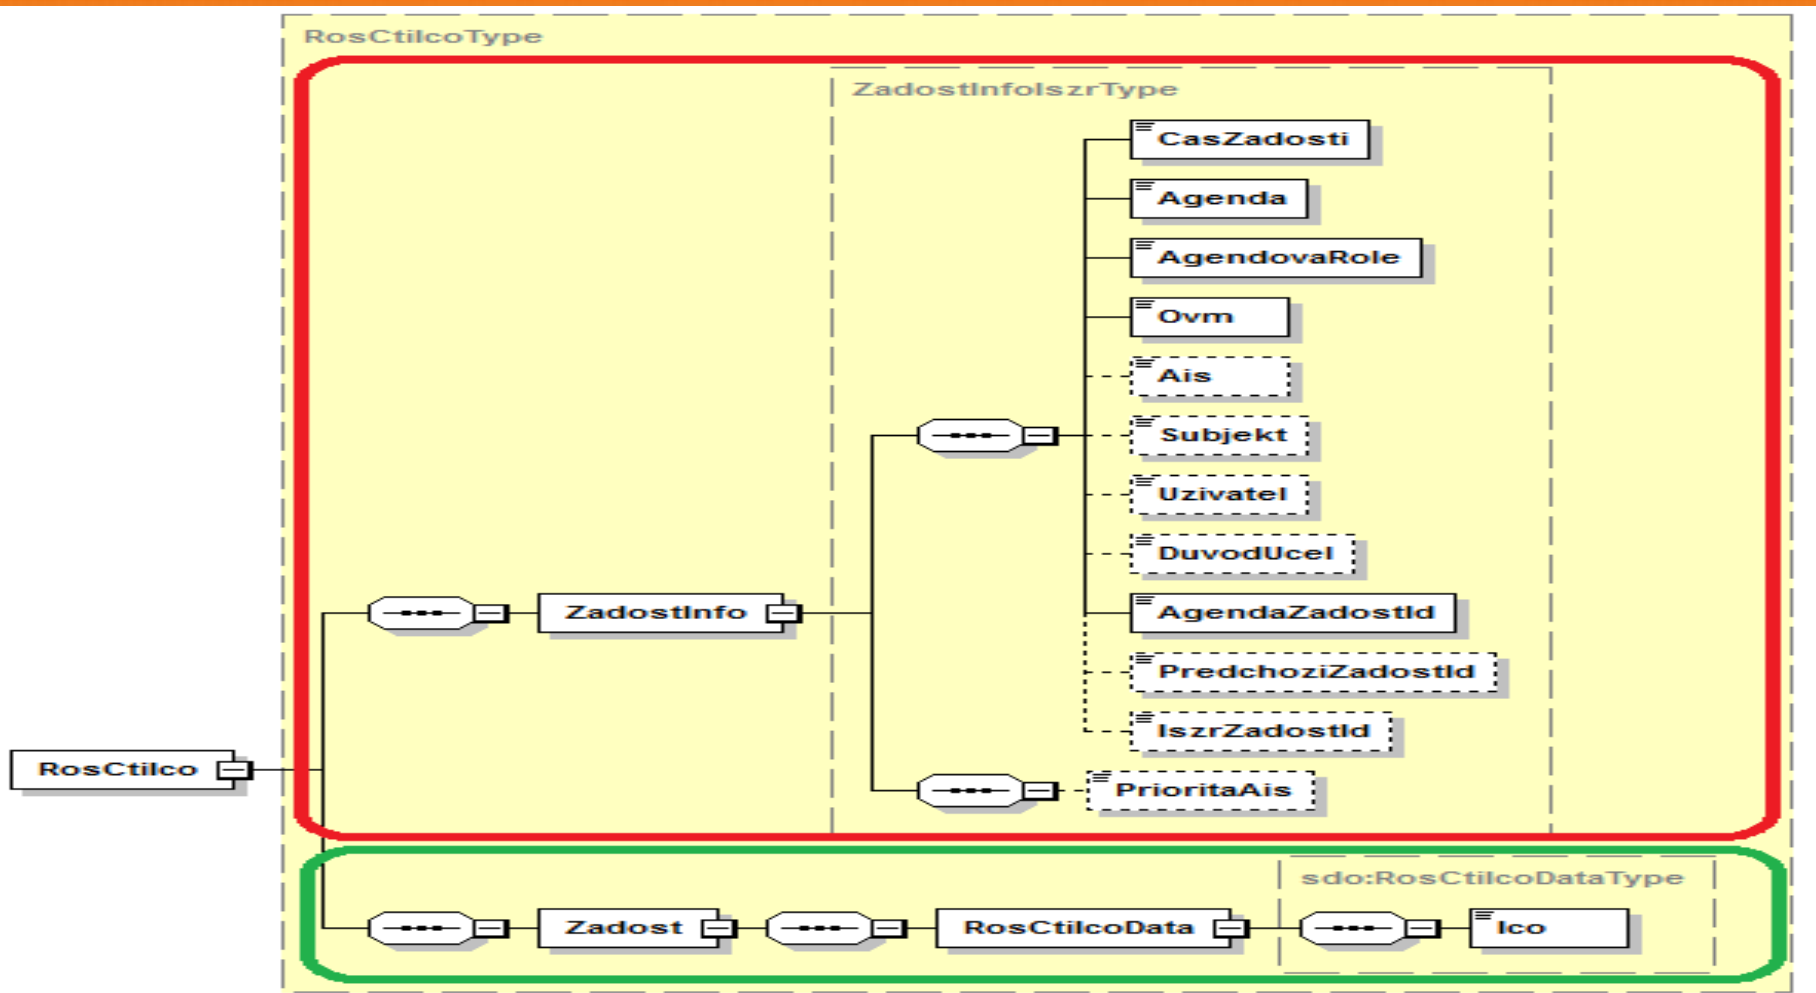 RosCtiIcoType
ZadostInfoIszrType
CasZadosti
Agenda
AgendovaRole
Ovm
Ais
Subjekt
Uzivatel
DuvodUcel
ZadostInfo
AgendaZadostId
PredchoziZadostId
IszrZadostId
RosCtiIco
PrioritaAis
sdo:RosCtiIcoDataType
Zadost
RosCtiIcoData
Ico